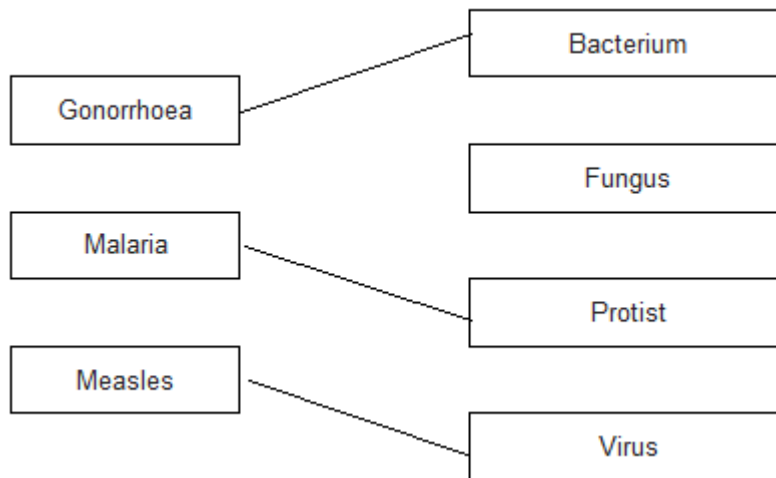 Bacterium
Gonorrhoea
Fungus
Malaria
Protist
Measles
Virus